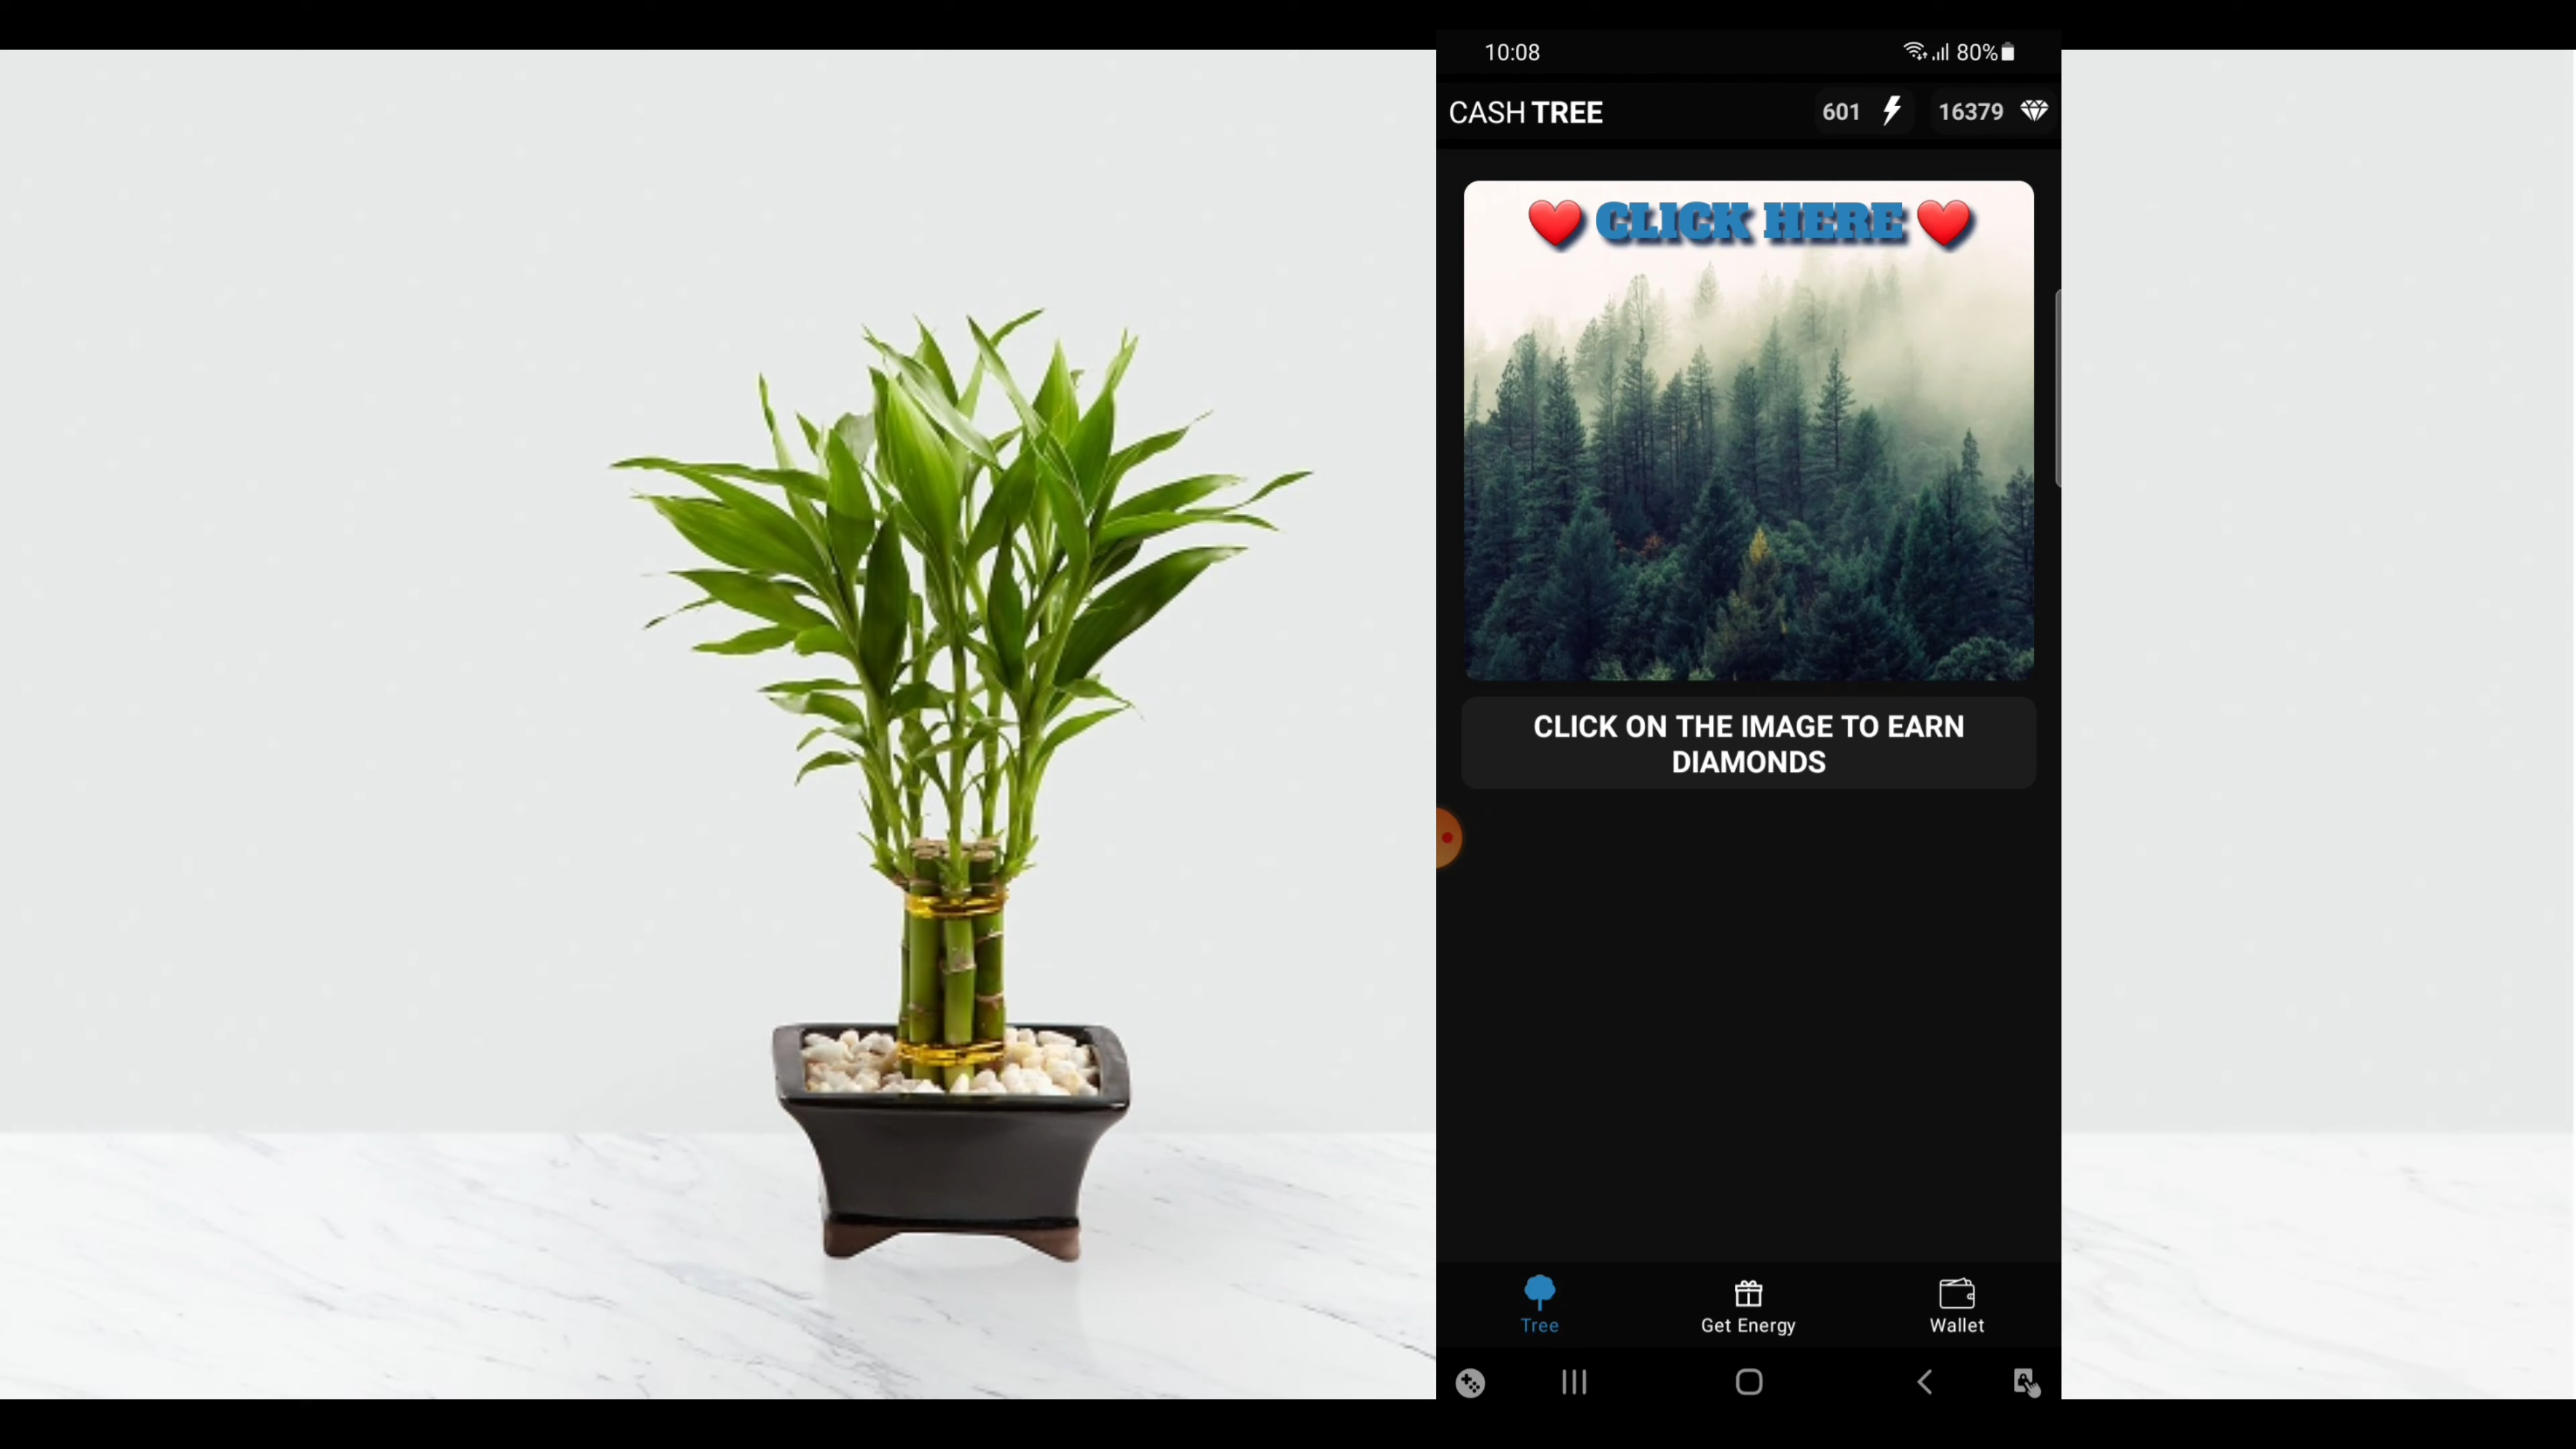 10:08
80%
CASH TREE
601
16379
CLICK HERE
CLICK ON THE IMAGE TO EARN
DIAMONDS
Tree
Get Energy
Wallet